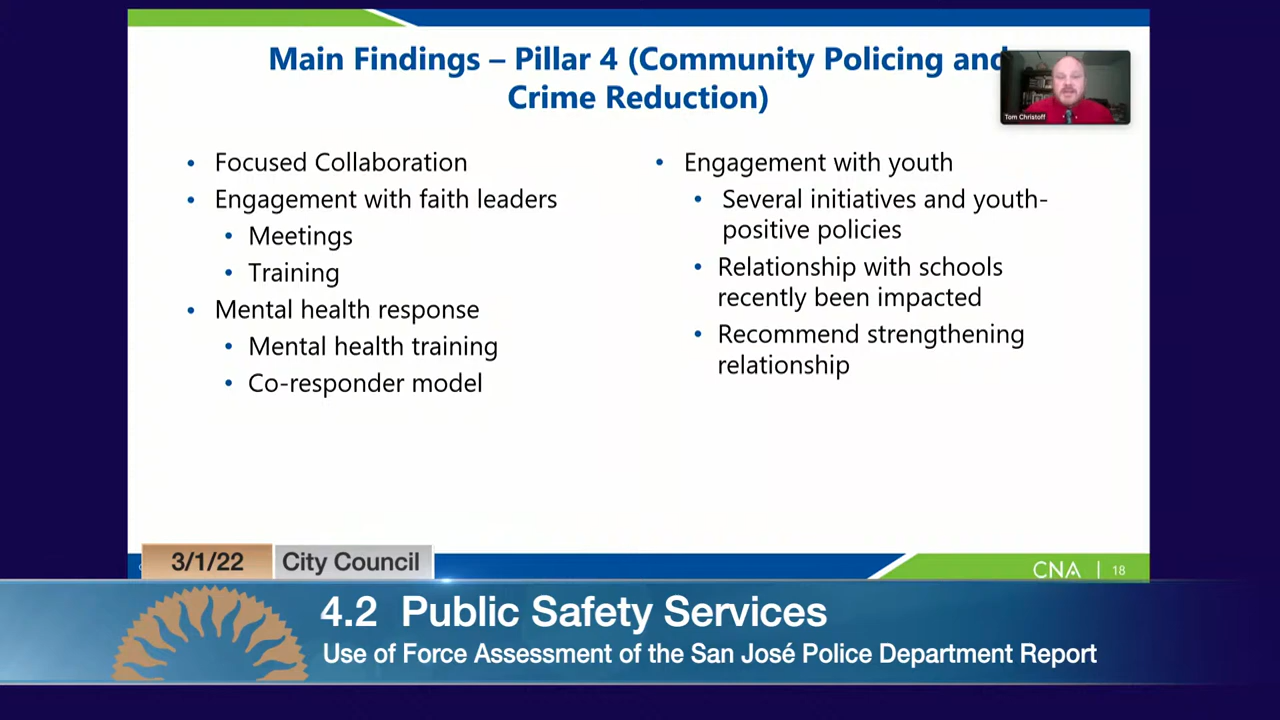 Main Findings – Pillar 4 (Community Policing and
Crime Reduction)
Tom Christoff
• Focused Collaboration
• Engagement with faith leaders
• Meetings
• Training
• Mental health response
• Mental health training
• Co-responder model
• Engagement with youth
• Several initiatives and youth-
positive policies
• Relationship with schools
recently been impacted
• Recommend strengthening
relationship
3/1/22
City Council
CNA | 18
4.2 Public Safety Services
Use of Force Assessment of the San José Police Department Report